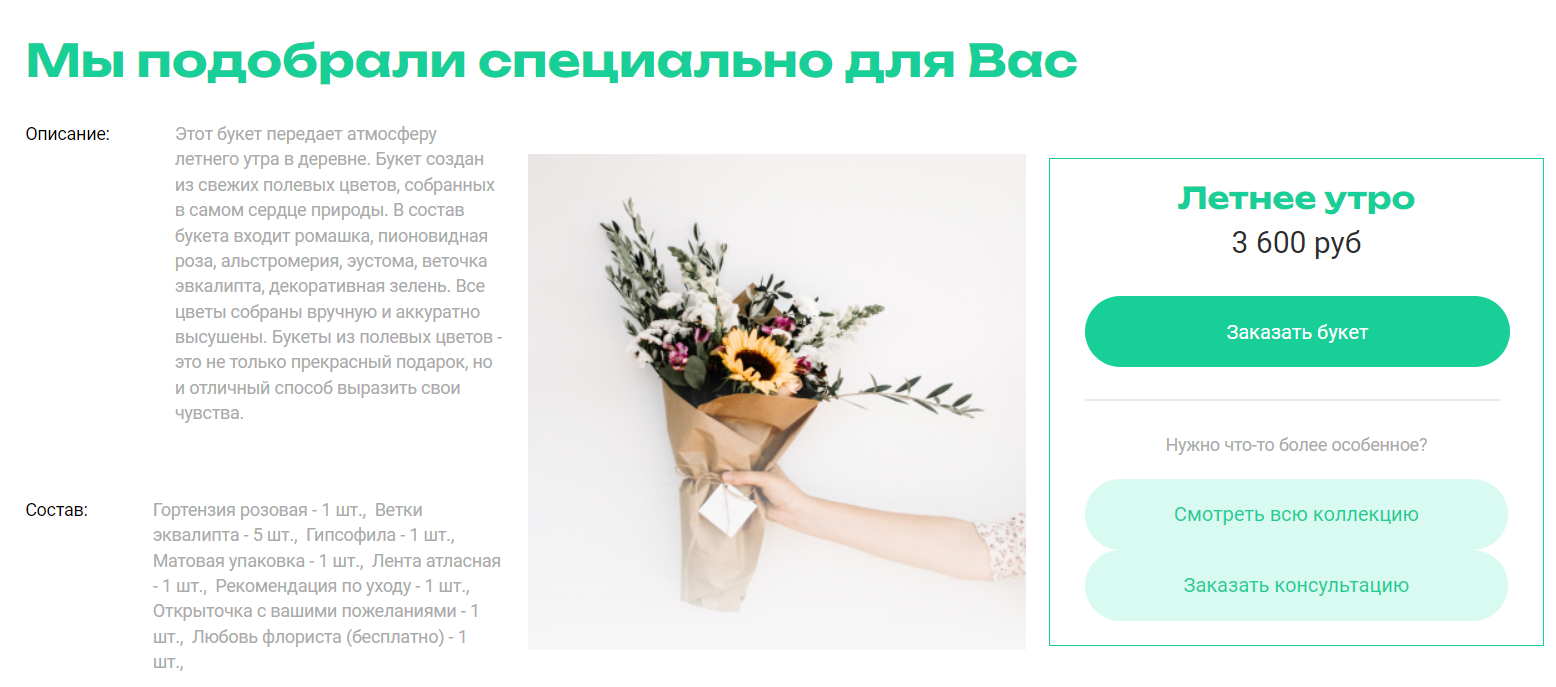 Мы подобрали специально для Вас
Описание:
Этот букет передает атмосферу
летнего утра в деревне. Букет создан
из свежих полевых цветов, собранных
в самом сердце природы. В состав
букета входит ромашка, пионовидная
роза, альстромерия, эустома, веточка
эвкалипта, декоративная зелень. Все
цветы собраны вручную и аккуратно
высушены. Букеты из полевых цветов -
это не только прекрасный подарок, но
и отличный способ выразить свои
чувства.
Состав:
Гортензия розовая - 1 шт., Ветки
эквалипта - 5 шт., Гипсофила - 1 шт.,
Матовая упаковка - 1 шт., Лента атласная
- 1 шт., Рекомендация по уходу - 1 шт.,
Открыточка с вашими пожеланиями - 1
шт., Любовь флориста (бесплатно) - 1
шт.,
Летнее утро
3 600 руб
Заказать букет
Нужно что-то более особенное?
Смотреть всю коллекцию
Заказать консультацию